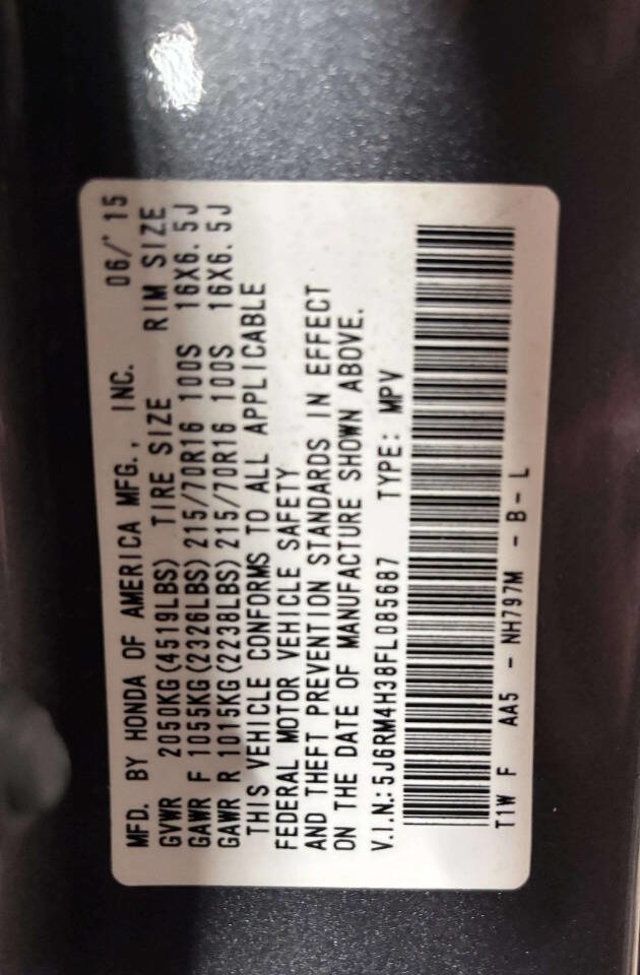 MFD. BY HONDA OF AMERICA MFG., INC. 06/'15
GVWR 2050KG(4519LBS) TIRE SIZE RIM SIZE
GAWR F 1055KG(2326LBS) 215/70R16 100S 16X6.5J
GAWR R 1015KG(2238LBS) 215/70R16 100S 16X6.5J
THIS VEHICLE CONFORMS TO ALL APPLICABLE
FEDERAL MOTOR VEHICLE SAFETY
AND THEFT PREVENTION STANDARDS IN EFFECT
ON THE DATE OF MANUFACTURE SHOWN ABOVE.
V.I.N.: 5J6RM4H38FL085687 TYPE: MPV
T1W F AA5 - NH797M - B-L